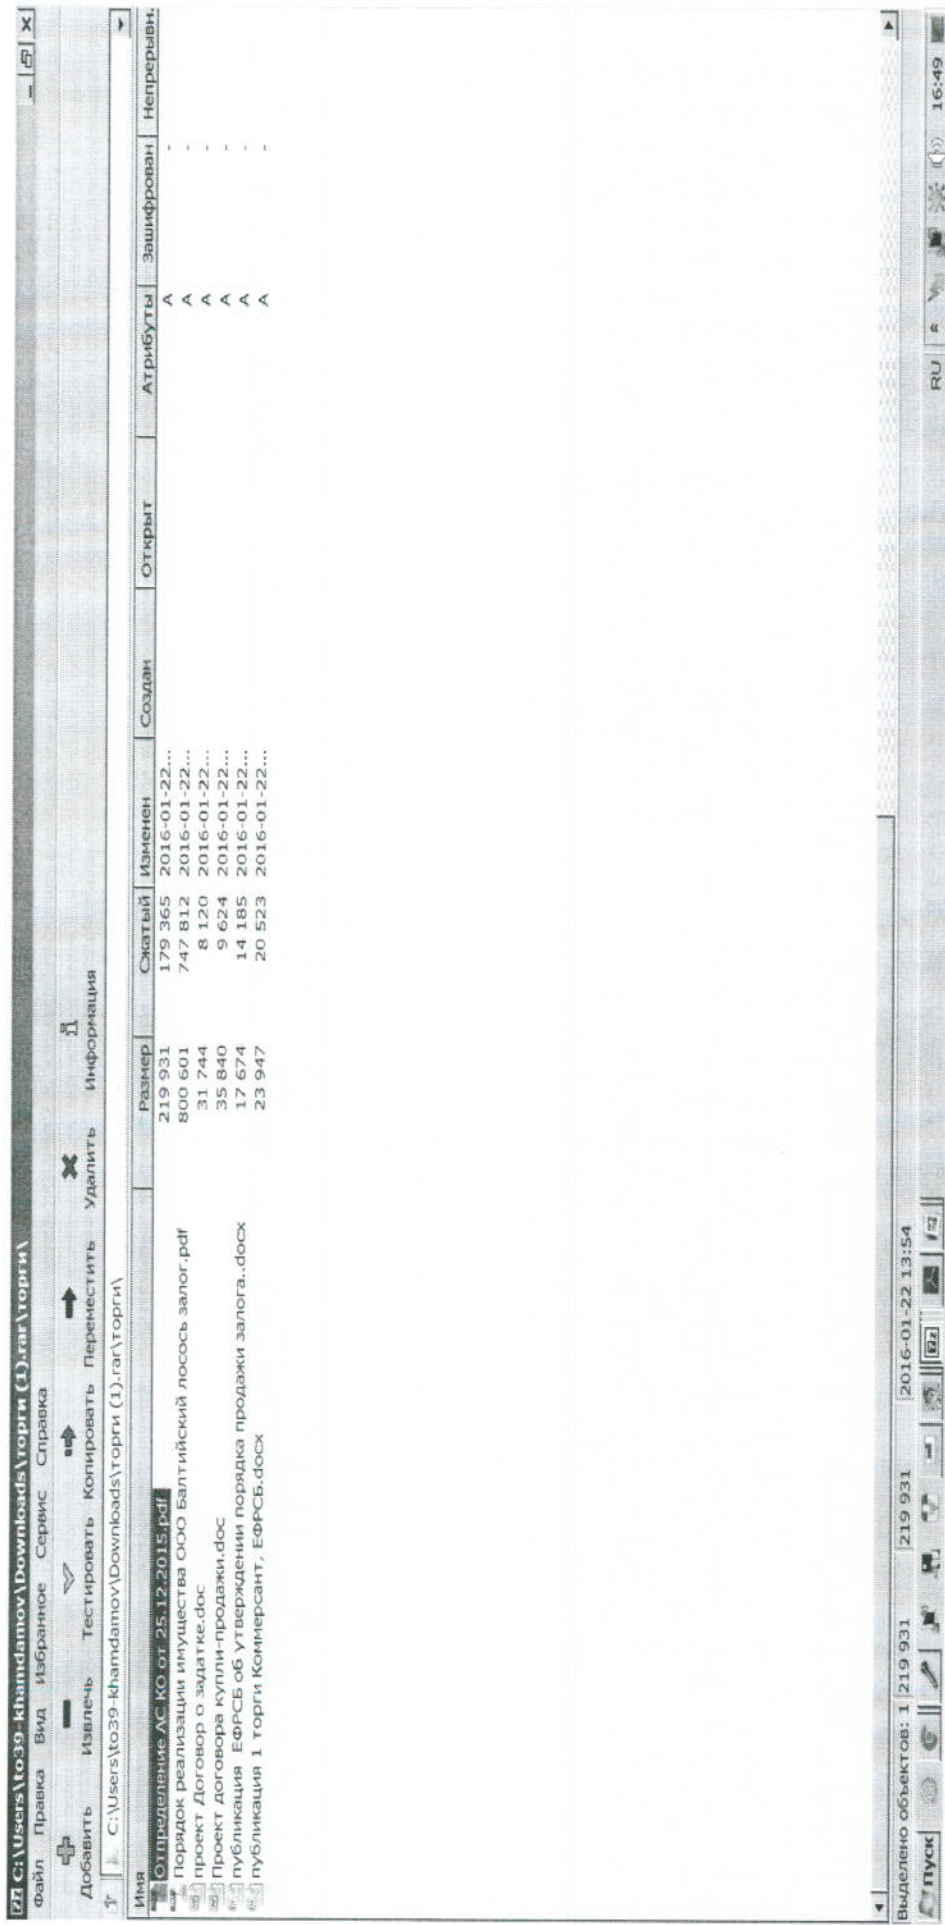 C:\Users\to39-khamdamov\Downloads\торги (1).rar\торги\
Файл Правка Вид Избранное Сервис Справка
Добавить Извлечь Тестировать Копировать Переместить Удалить Информация
C:\Users\to39-khamdamov\Downloads\торги (1).rar\торги\
Имя Размер Сжатый Изменен Создан Открыт Атрибуты Зашифрован Непрерывн.
Определение АС КО от 25.12.2015.pdf 219 931 179 365 2016-01-22... A -
Порядок реализации имущества ООО Балтийский лосось залог.pdf 800 601 747 812 2016-01-22... A -
проект Договор о задатке.doc 31 744 8 120 2016-01-22... A -
Проект договора купли-продажи.doc 35 840 9 624 2016-01-22... A -
публикация ЕФРСБ об утверждении порядка продажи залога..docx 17 674 14 185 2016-01-22... A -
публикация 1 торги Коммерсант, ЕФРСБ.docx 23 947 20 523 2016-01-22... A -
Выделено объектов: 1 219 931 219 931 2016-01-22 13:54
Пуск RU « 16:49